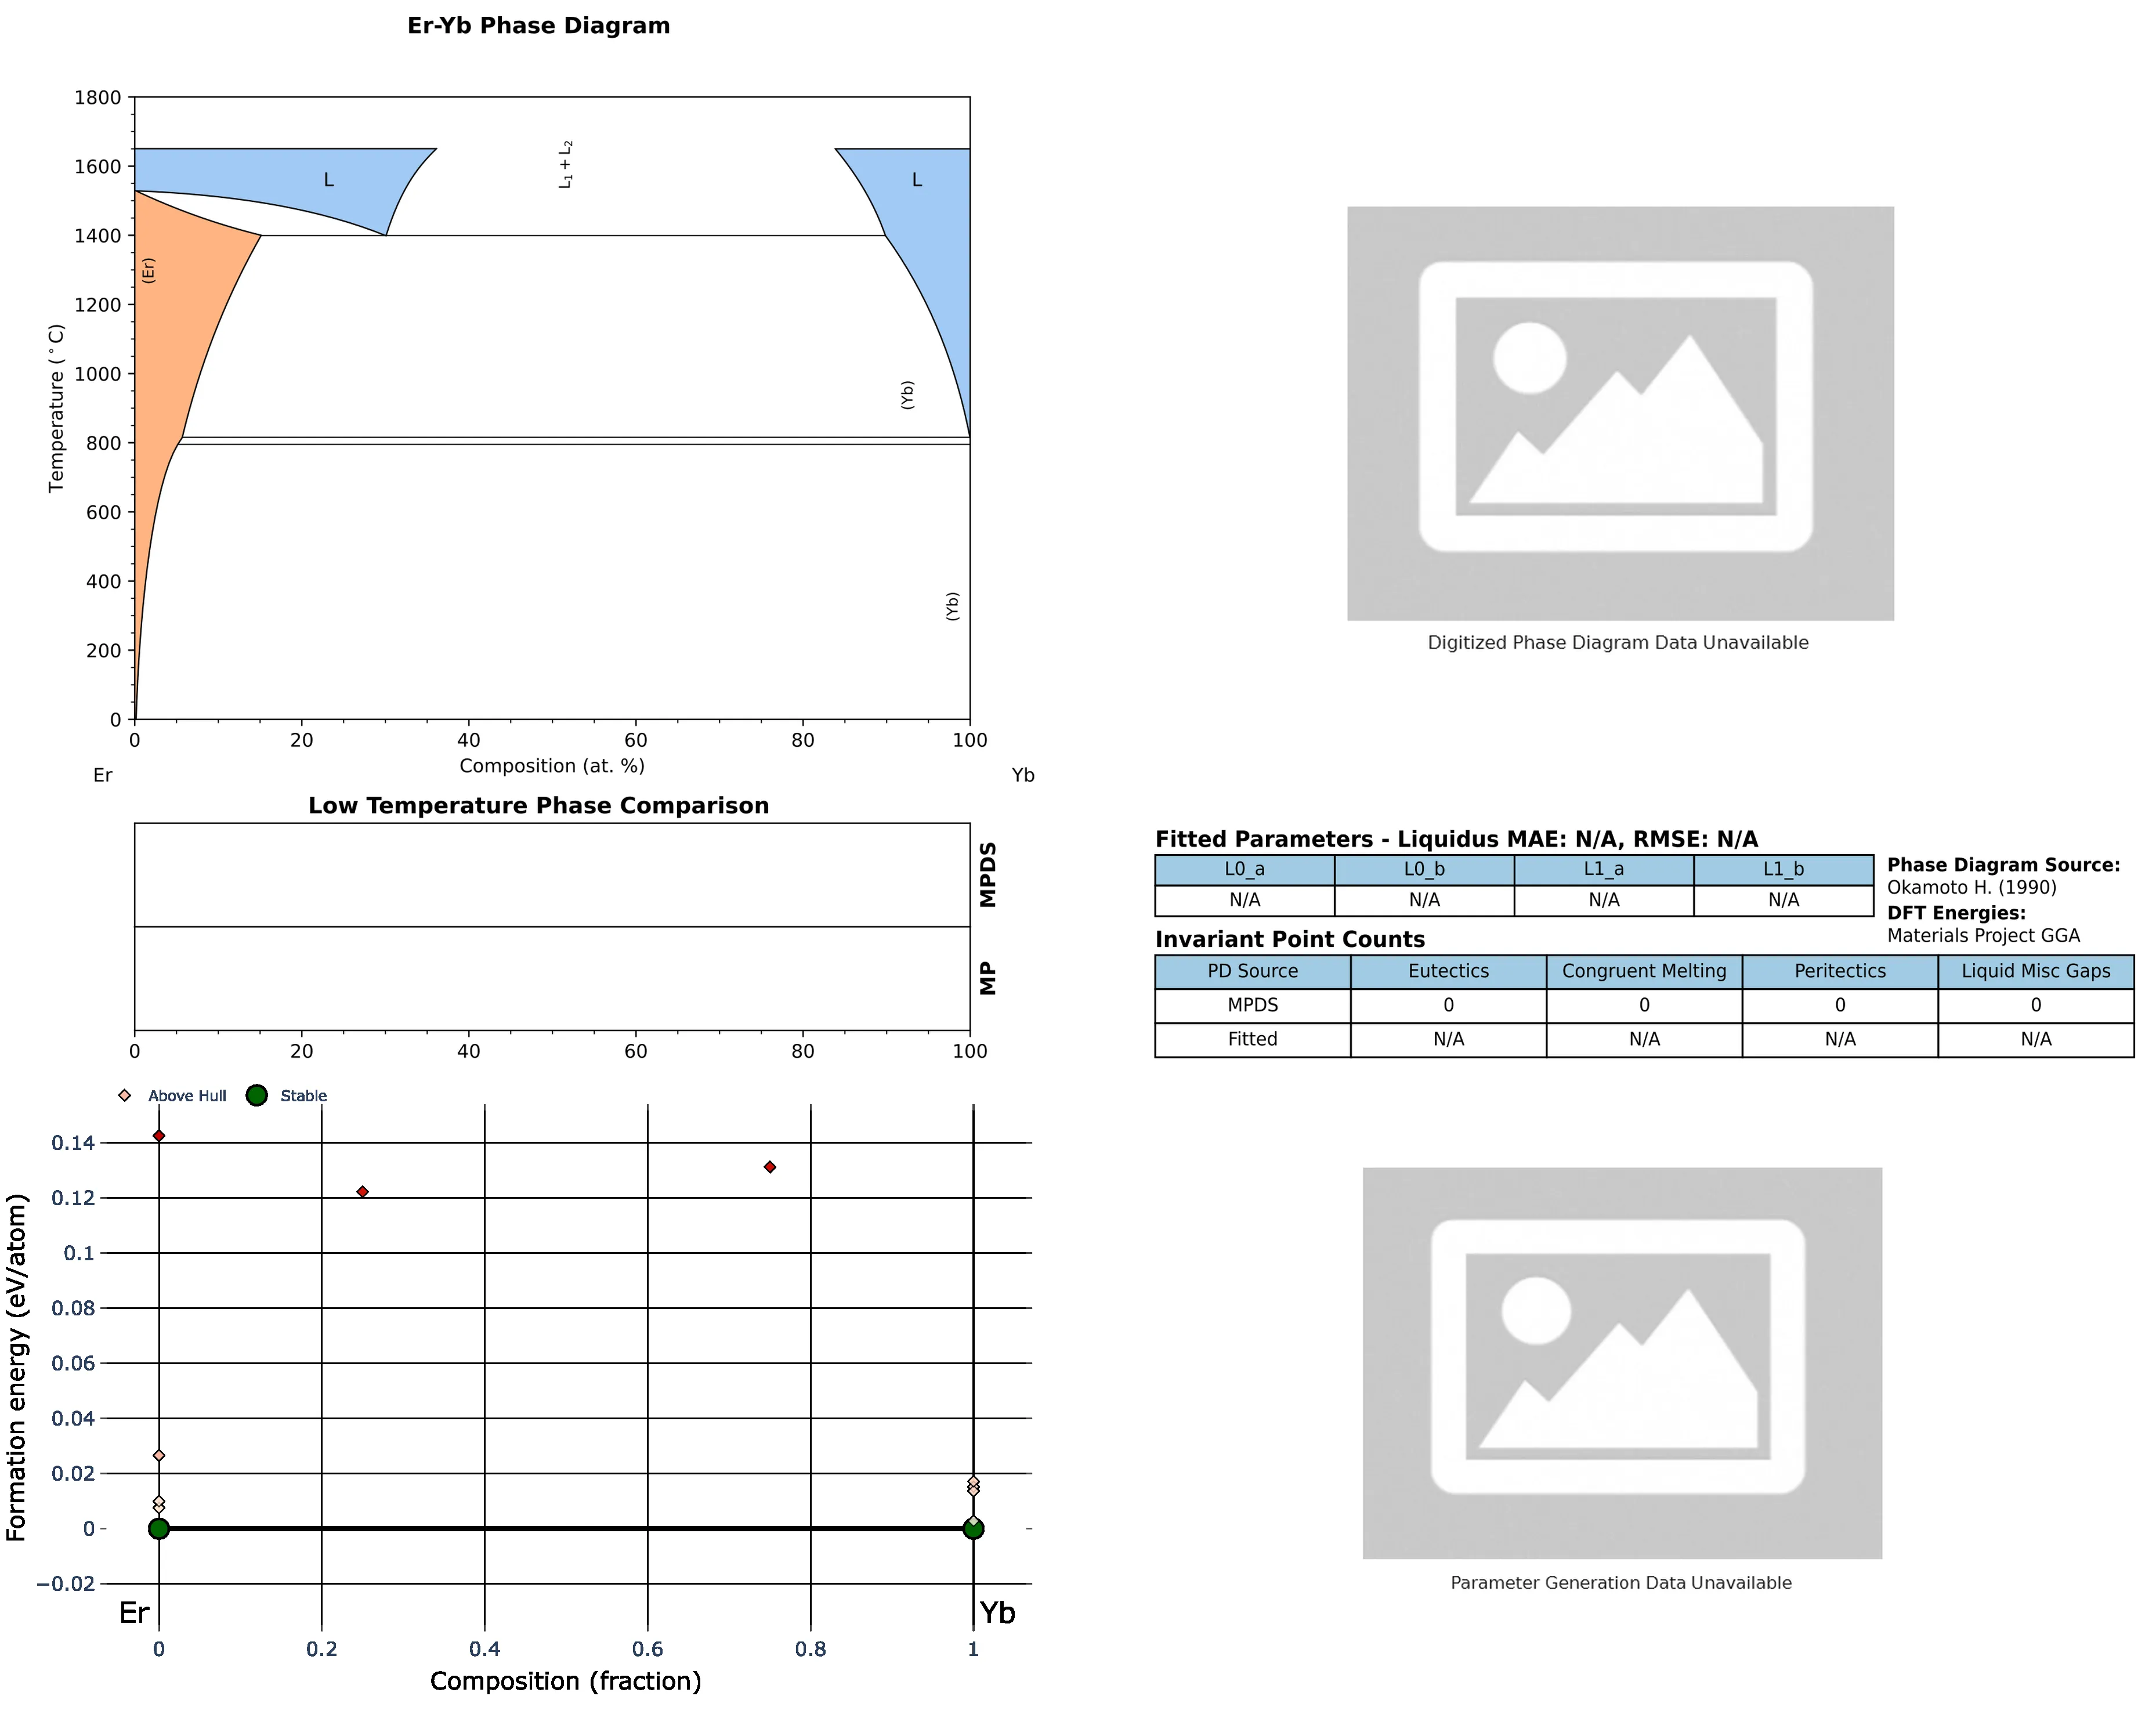 Er-Yb Phase Diagram
1800
1600
1400
1200
1000
800
600
400
200
0
Temperature (°C)
L
L
L₁ + L₂
(Er)
(Yb)
(Yb)
0 20 40 60 80 100
Composition (at. %)
Er Yb
Digitized Phase Diagram Data Unavailable
Low Temperature Phase Comparison
MPDS
MP
0 20 40 60 80 100
Fitted Parameters - Liquidus MAE: N/A, RMSE: N/A
L0_a L0_b L1_a L1_b
N/A N/A N/A N/A
Phase Diagram Source:
Okamoto H. (1990)
DFT Energies:
Materials Project GGA
Invariant Point Counts
PD Source Eutectics Congruent Melting Peritectics Liquid Misc Gaps
MPDS 0 0 0 0
Fitted N/A N/A N/A N/A
Above Hull Stable
0.14
0.12
0.1
0.08
0.06
0.04
0.02
0
−0.02
Formation energy (eV/atom)
Er Yb
0 0.2 0.4 0.6 0.8 1
Composition (fraction)
Parameter Generation Data Unavailable